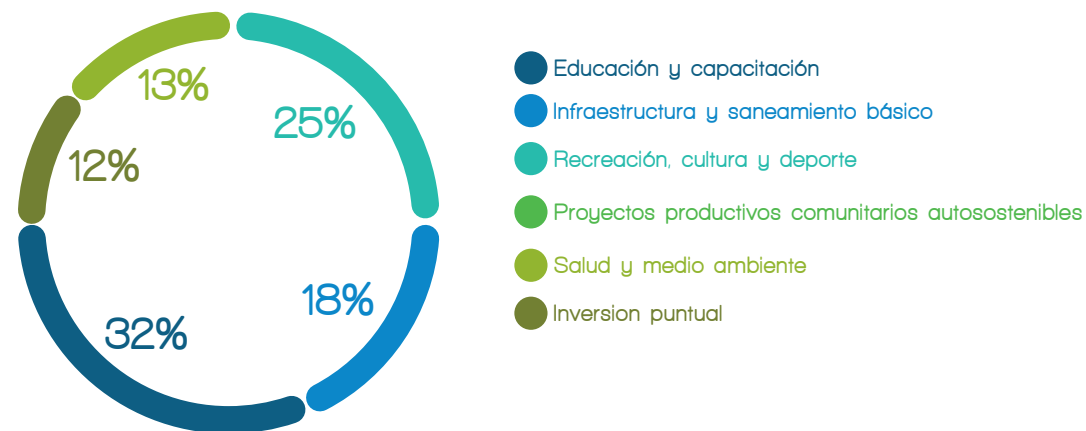 13%
25%
12%
18%
32%
Educación y capacitación
Infraestructura y saneamiento básico
Recreación, cultura y deporte
Proyectos productivos comunitarios autosostenibles
Salud y medio ambiente
Inversion puntual